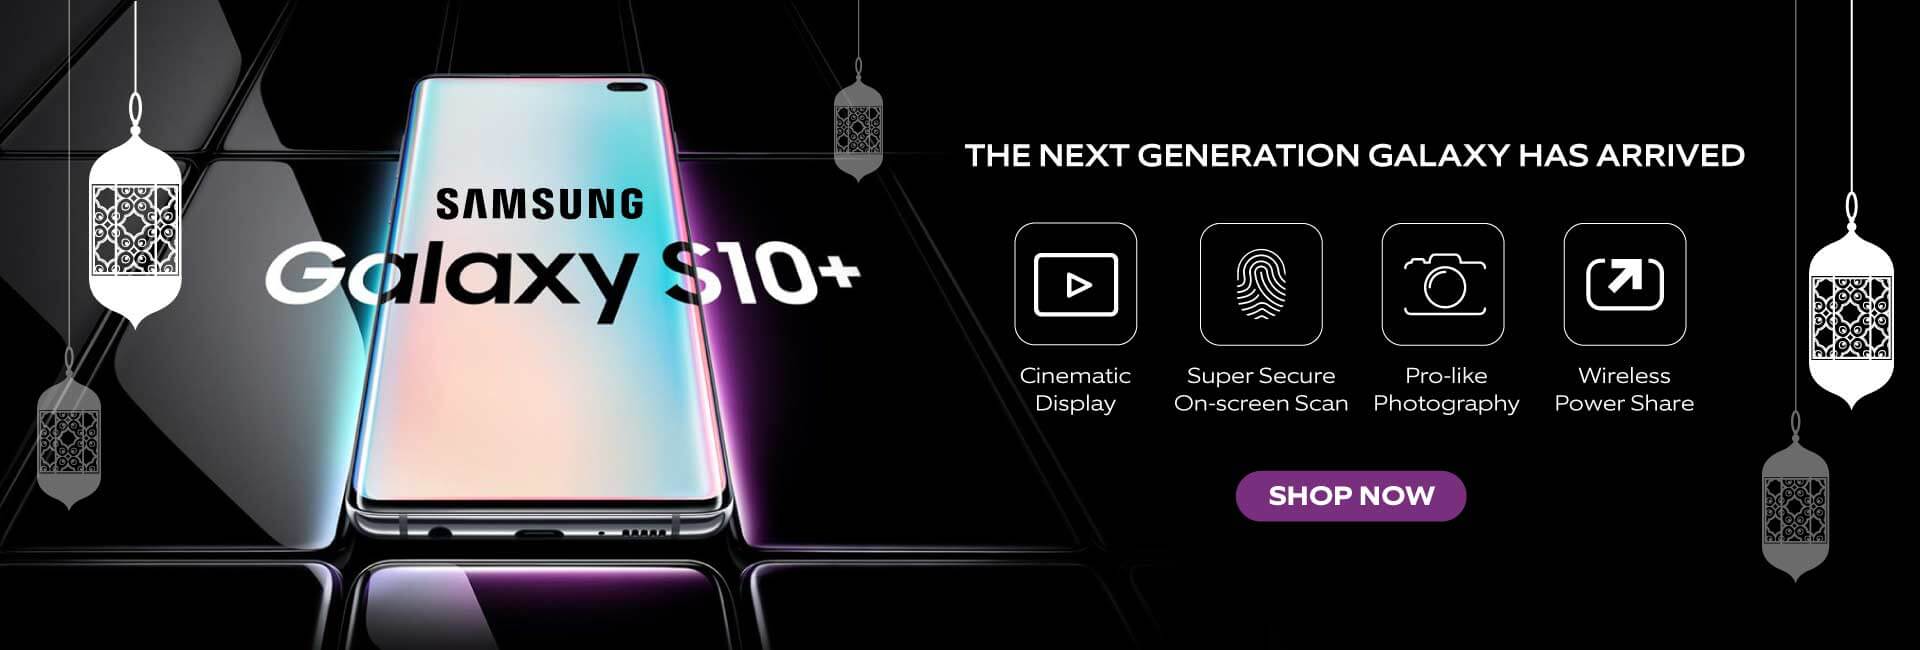 SAMSUNG
Galaxy S10+
THE NEXT GENERATION GALAXY HAS ARRIVED
Cinematic
Display
Super Secure
On-screen Scan
Pro-like
Photography
Wireless
Power Share
SHOP NOW